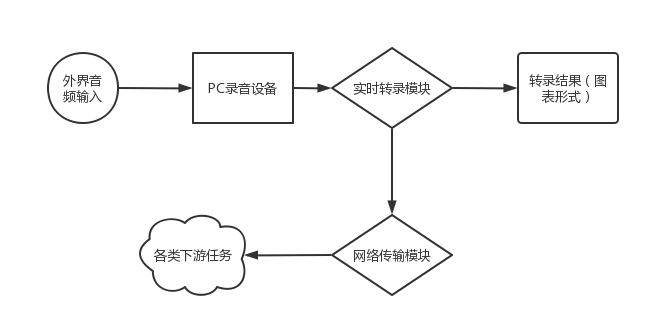 外界音
频输入
PC录音设备
实时转录模块
转录结果（图
表形式）
各类下游任务
网络传输模块